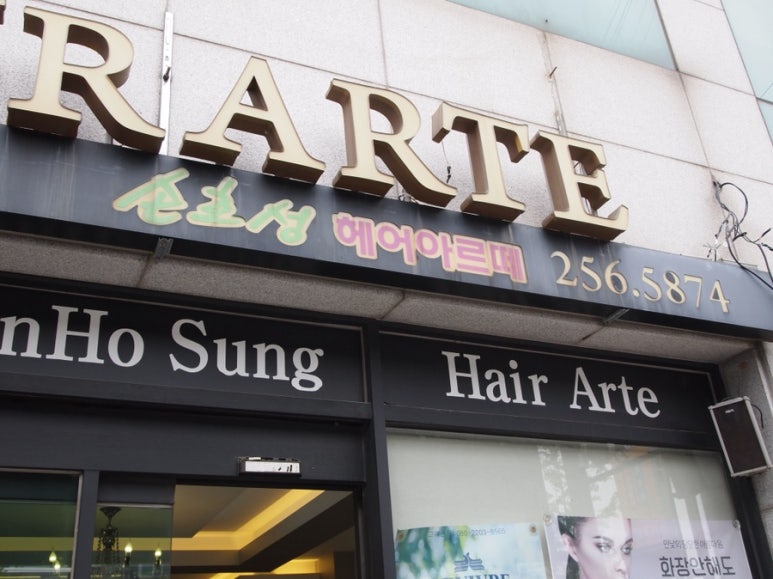 RARTE
손호성 헤어아르떼 256.5874
nHo Sung
Hair Arte
화장안해도